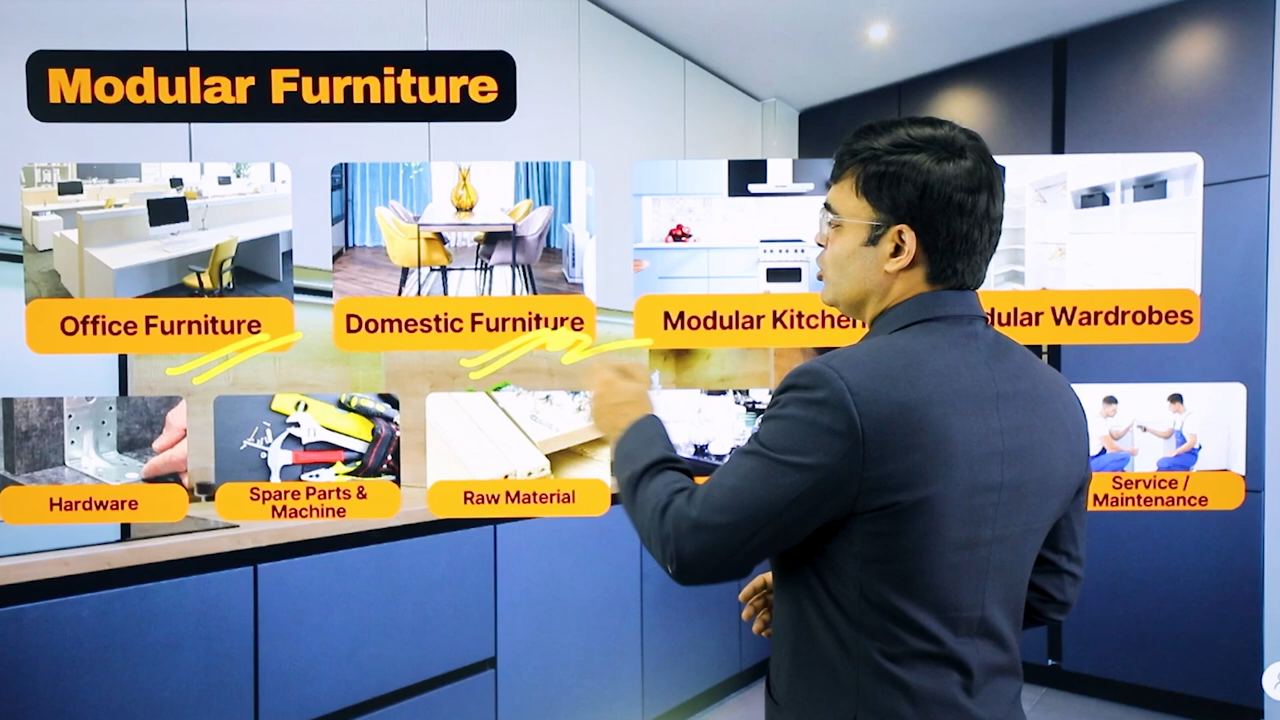 Modular Furniture
Office Furniture
Domestic Furniture
Modular Kitchen
dular Wardrobes
Hardware
Spare Parts &
Machine
Raw Material
Service /
Maintenance